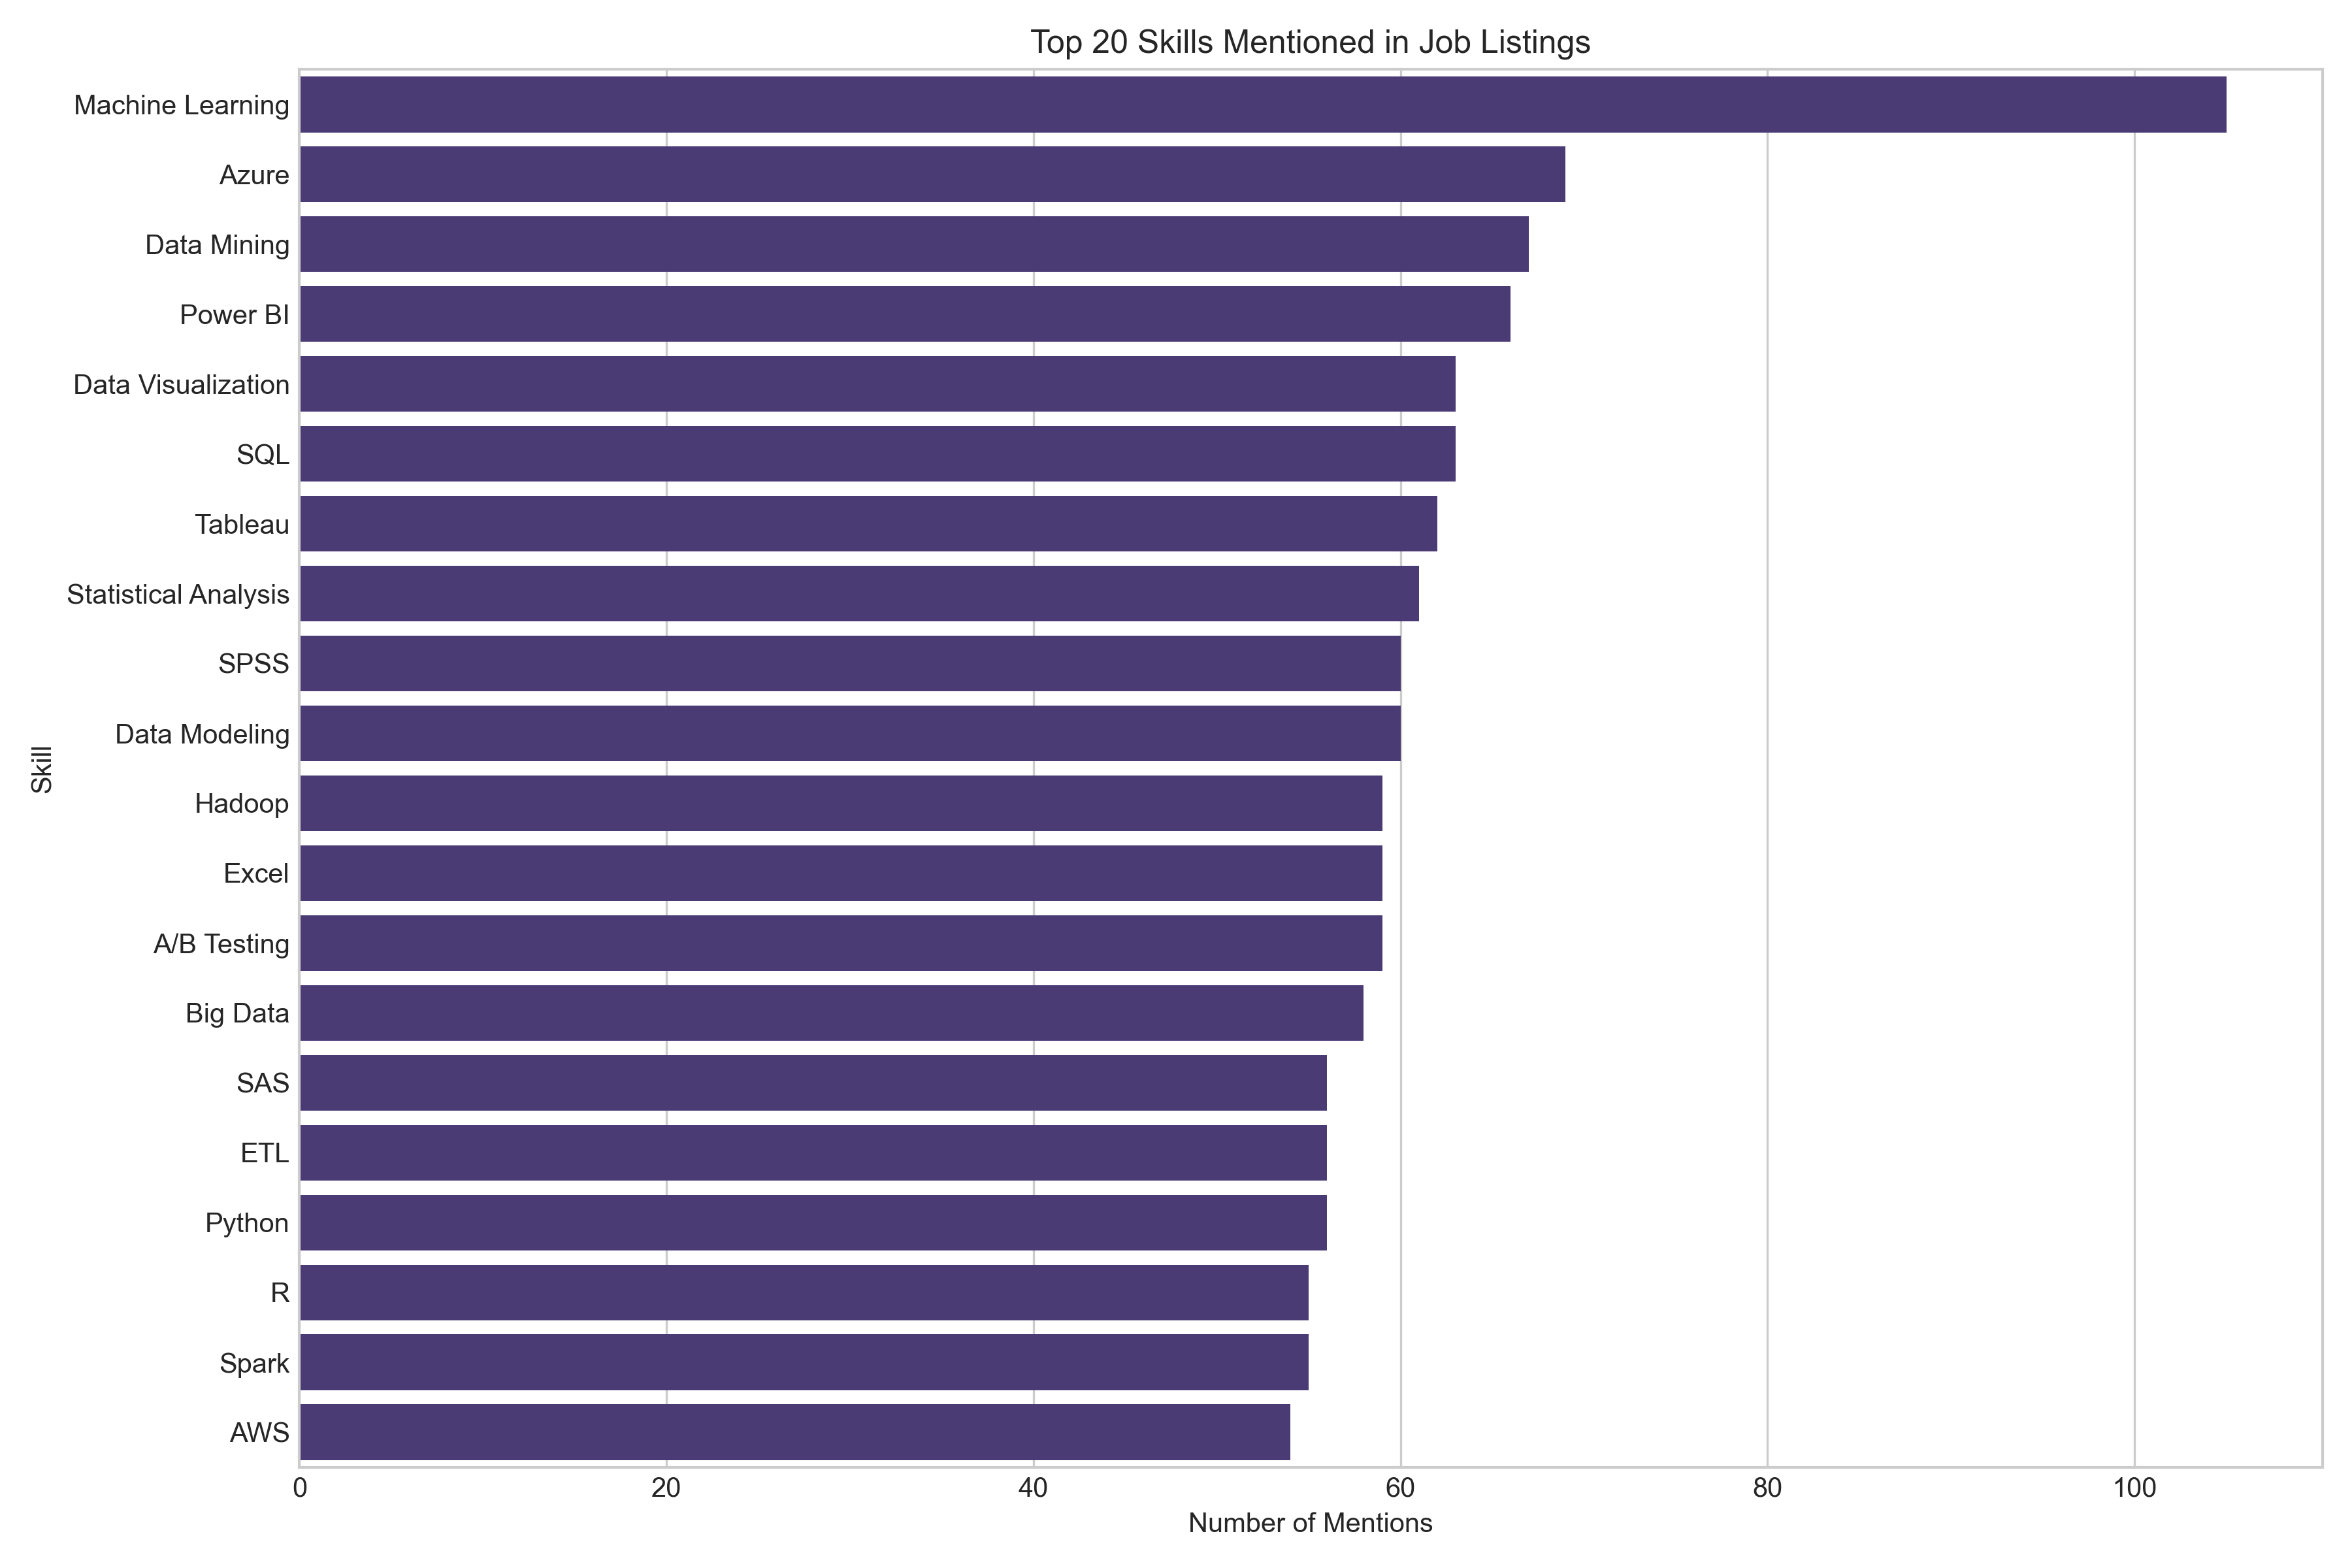 Top 20 Skills Mentioned in Job Listings
Machine Learning
Azure
Data Mining
Power BI
Data Visualization
SQL
Tableau
Statistical Analysis
SPSS
Data Modeling
Hadoop
Excel
A/B Testing
Big Data
SAS
ETL
Python
R
Spark
AWS
Skill
0 20 40 60 80 100
Number of Mentions